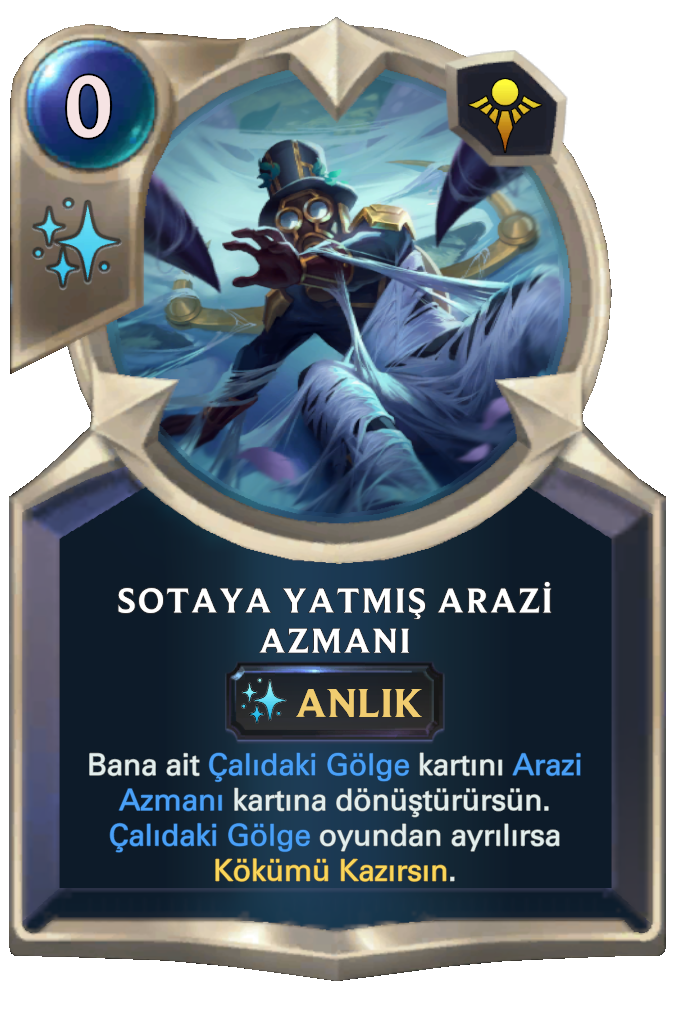 0
SOTAYA YATMIŞ ARAZİ
AZMANI
ANLIK
Bana ait Çalıdaki Gölge kartını Arazi
Azmanı kartına dönüştürürsün.
Çalıdaki Gölge oyundan ayrılırsa
Kökümü Kazırsın.